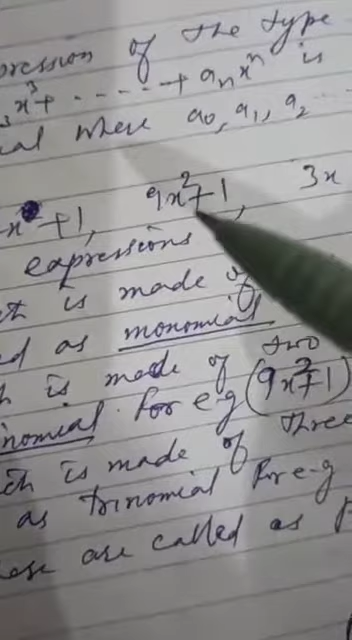 ression of the type
x³ + ..... + aₙxⁿ is
where a₀, a₁, a₂ ...
+1, 9x²+1, 3x
expressions
is made of
as monomial
is made of two
nomial. For e-g (9x²+1)
ich is made of three
as trinomial for e-g
are called as